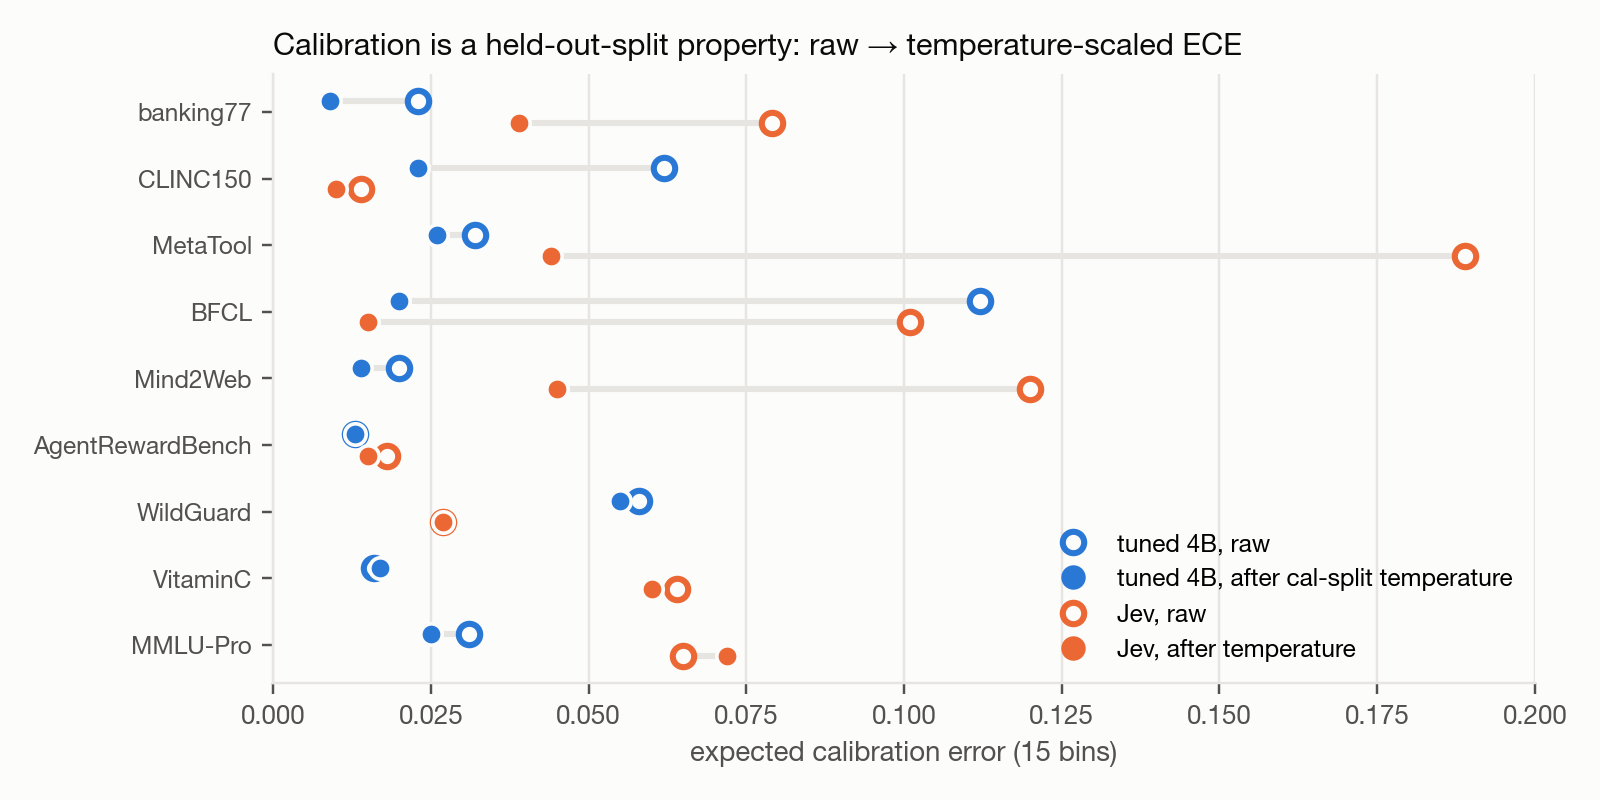 Calibration is a held-out-split property: raw → temperature-scaled ECE
banking77
CLINC150
MetaTool
BFCL
Mind2Web
AgentRewardBench
WildGuard
VitaminC
MMLU-Pro
tuned 4B, raw
tuned 4B, after cal-split temperature
Jev, raw
Jev, after temperature
0.000 0.025 0.050 0.075 0.100 0.125 0.150 0.175 0.200
expected calibration error (15 bins)